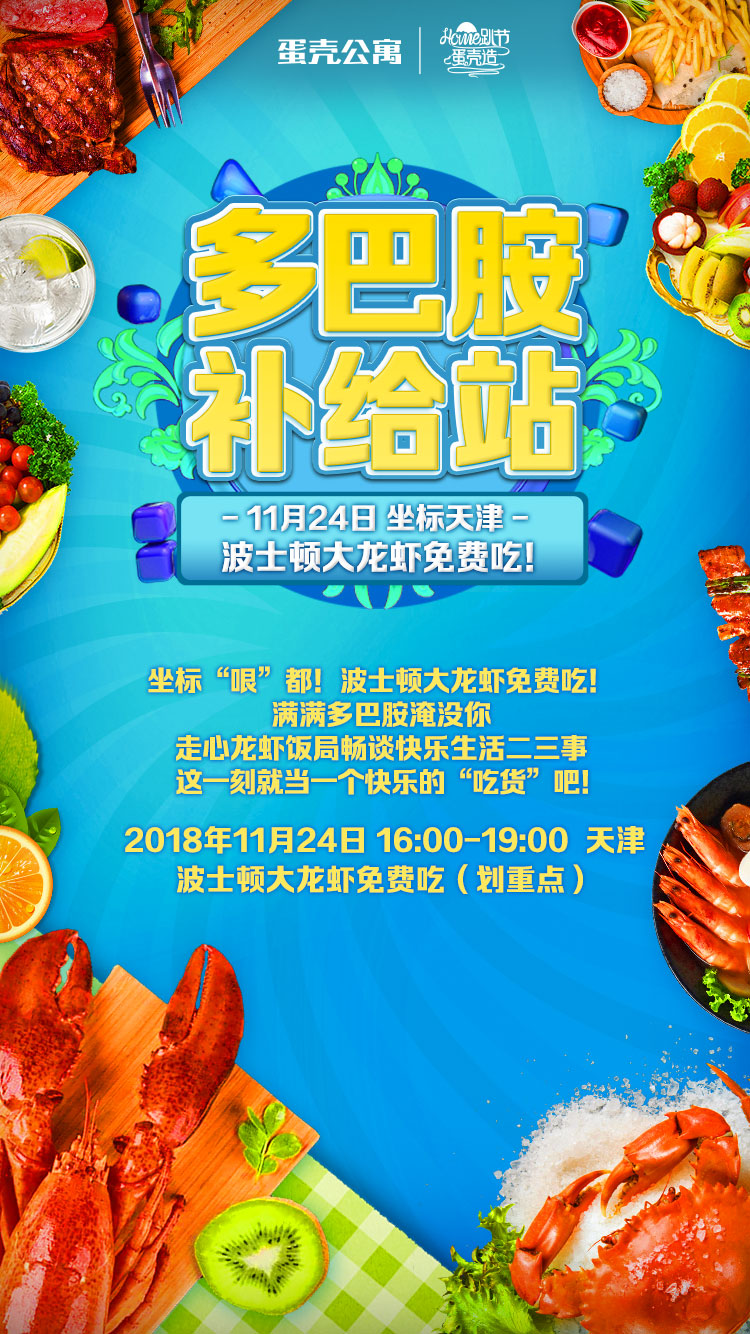 蛋壳公寓
Home趴节
蛋壳造
多巴胺
补给站
- 11月24日 坐标天津 -
波士顿大龙虾免费吃!
坐标“哏”都! 波士顿大龙虾免费吃!
满满多巴胺淹没你
走心龙虾饭局畅谈快乐生活二三事
这一刻就当一个快乐的“吃货”吧!
2018年11月24日 16:00-19:00 天津
波士顿大龙虾免费吃（划重点）